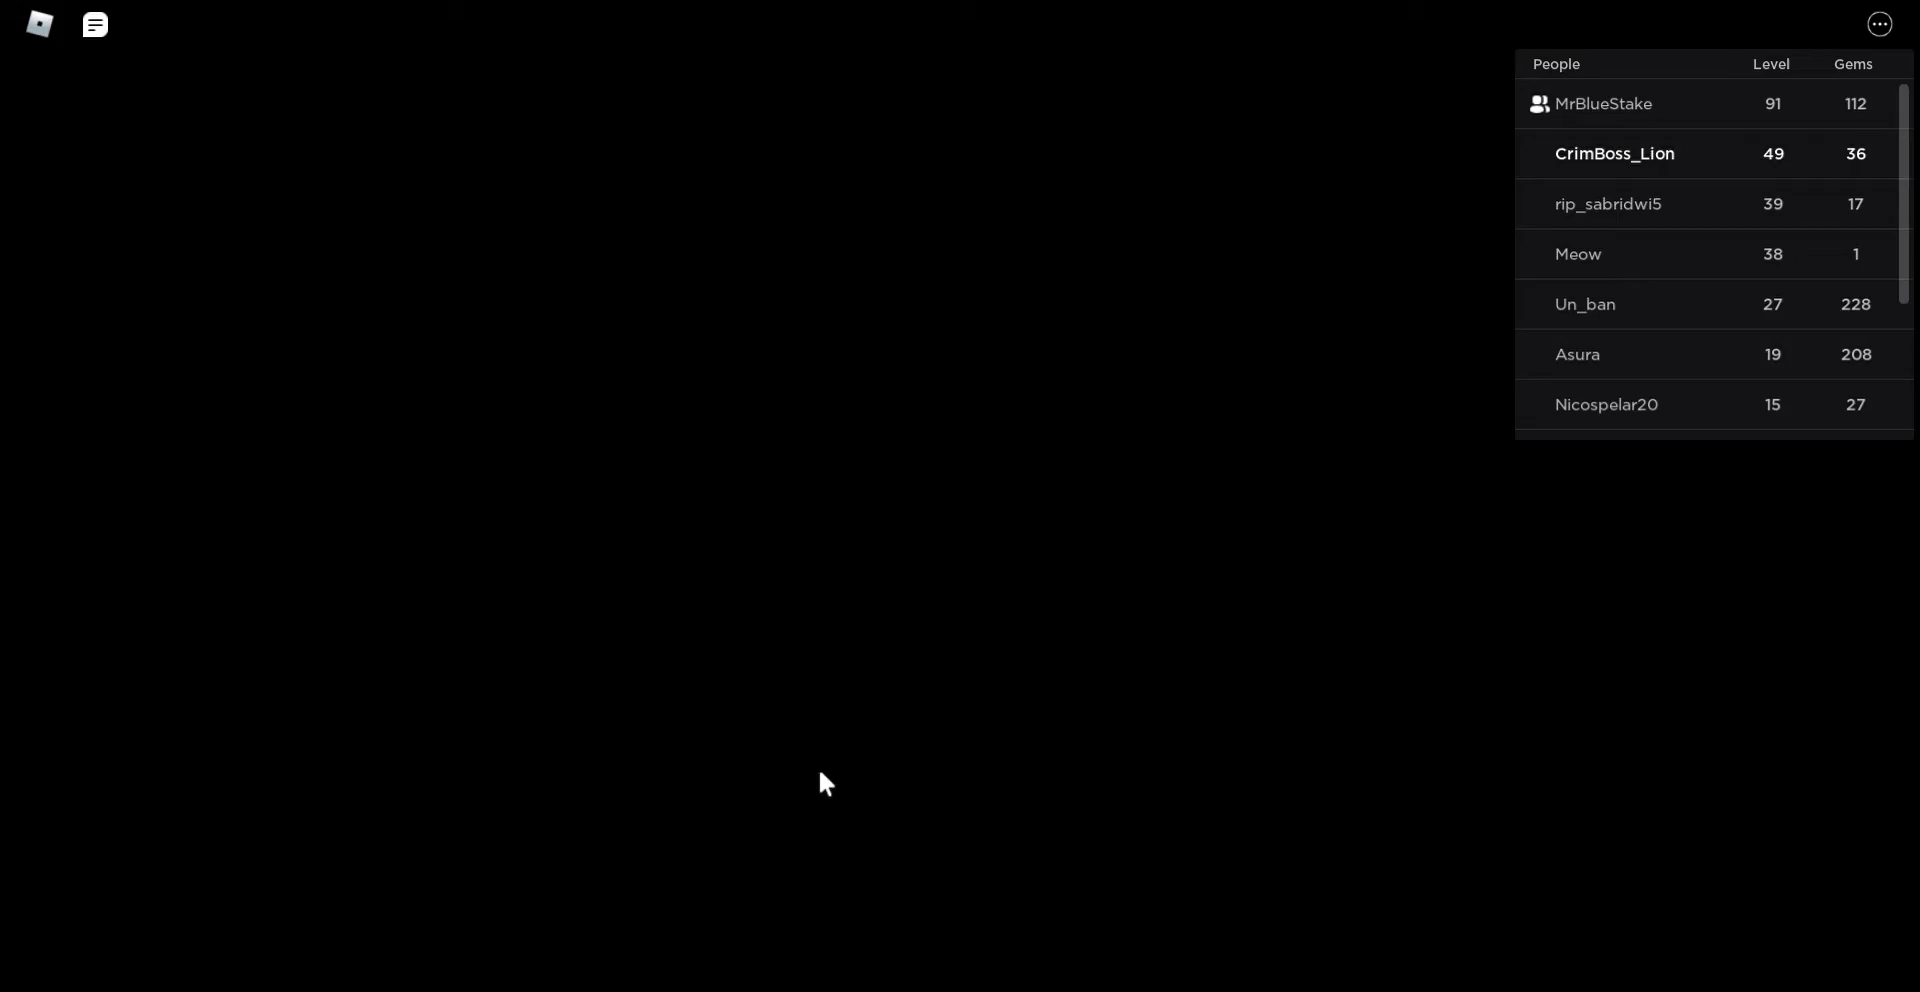 People Level Gems
MrBlueStake 91 112
CrimBoss_Lion 49 36
rip_sabridwi5 39 17
Meow 38 1
Un_ban 27 228
Asura 19 208
Nicospelar20 15 27